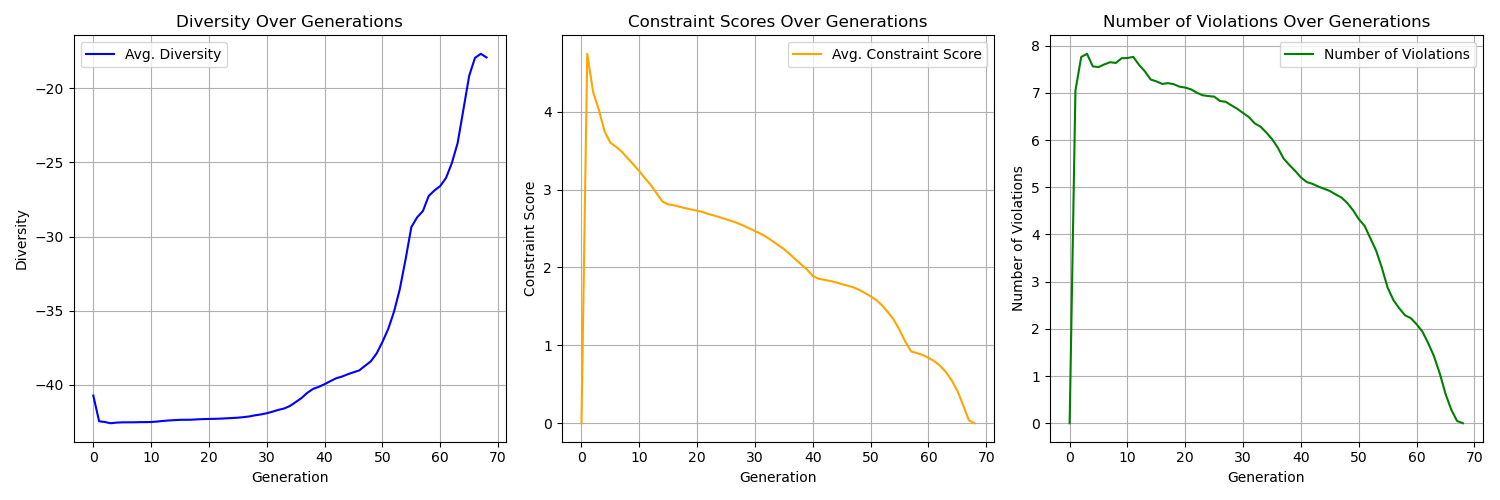 Diversity Over Generations
Avg. Diversity
Diversity
−20
−25
−30
−35
−40
0 10 20 30 40 50 60 70
Generation
Constraint Scores Over Generations
Avg. Constraint Score
Constraint Score
4
3
2
1
0
0 10 20 30 40 50 60 70
Generation
Number of Violations Over Generations
Number of Violations
Number of Violations
8
7
6
5
4
3
2
1
0
0 10 20 30 40 50 60 70
Generation